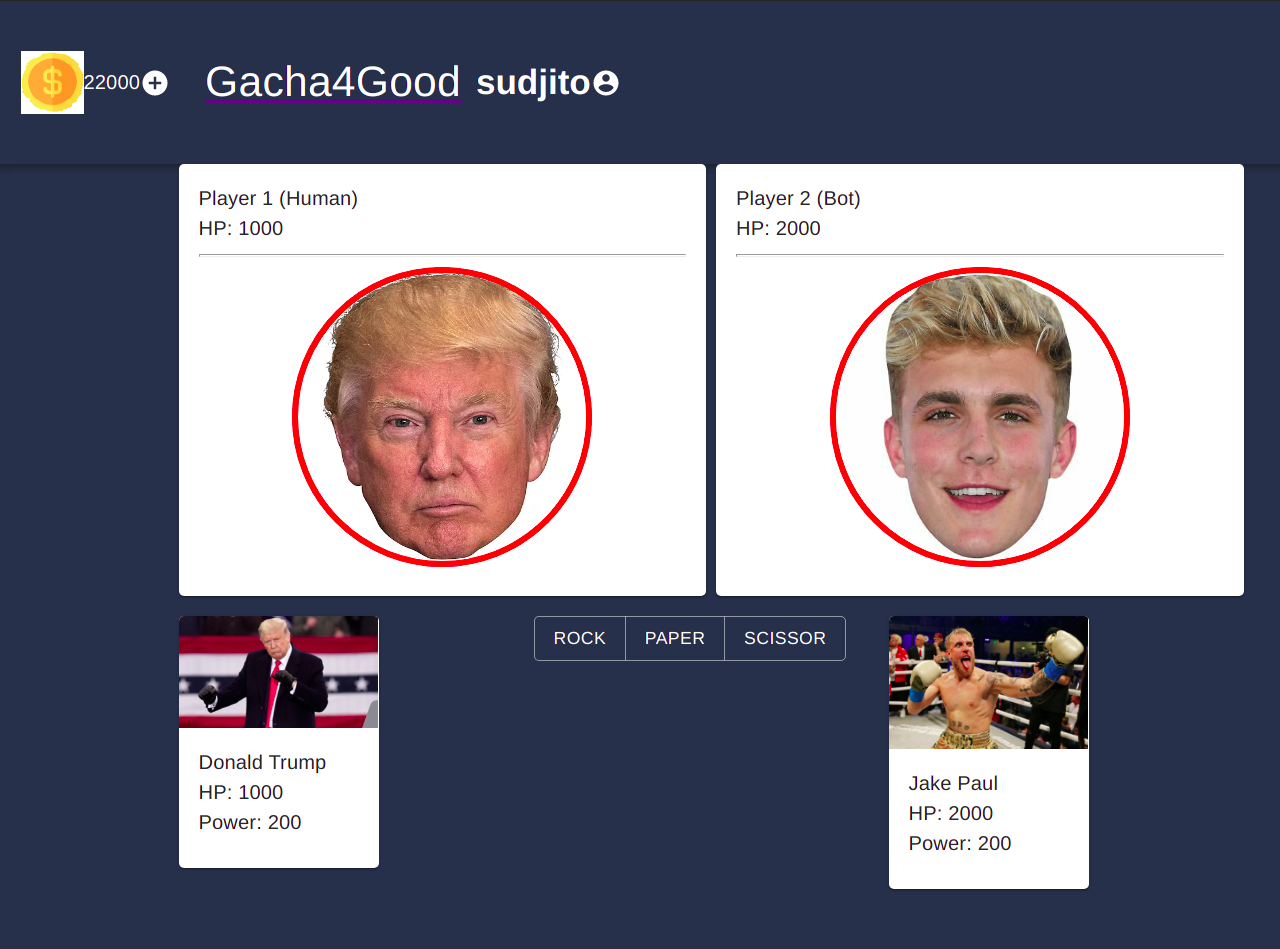 22000
Gacha4Good sudjito
Player 1 (Human)
HP: 1000
Player 2 (Bot)
HP: 2000
ROCK PAPER SCISSOR
Donald Trump
HP: 1000
Power: 200
Jake Paul
HP: 2000
Power: 200